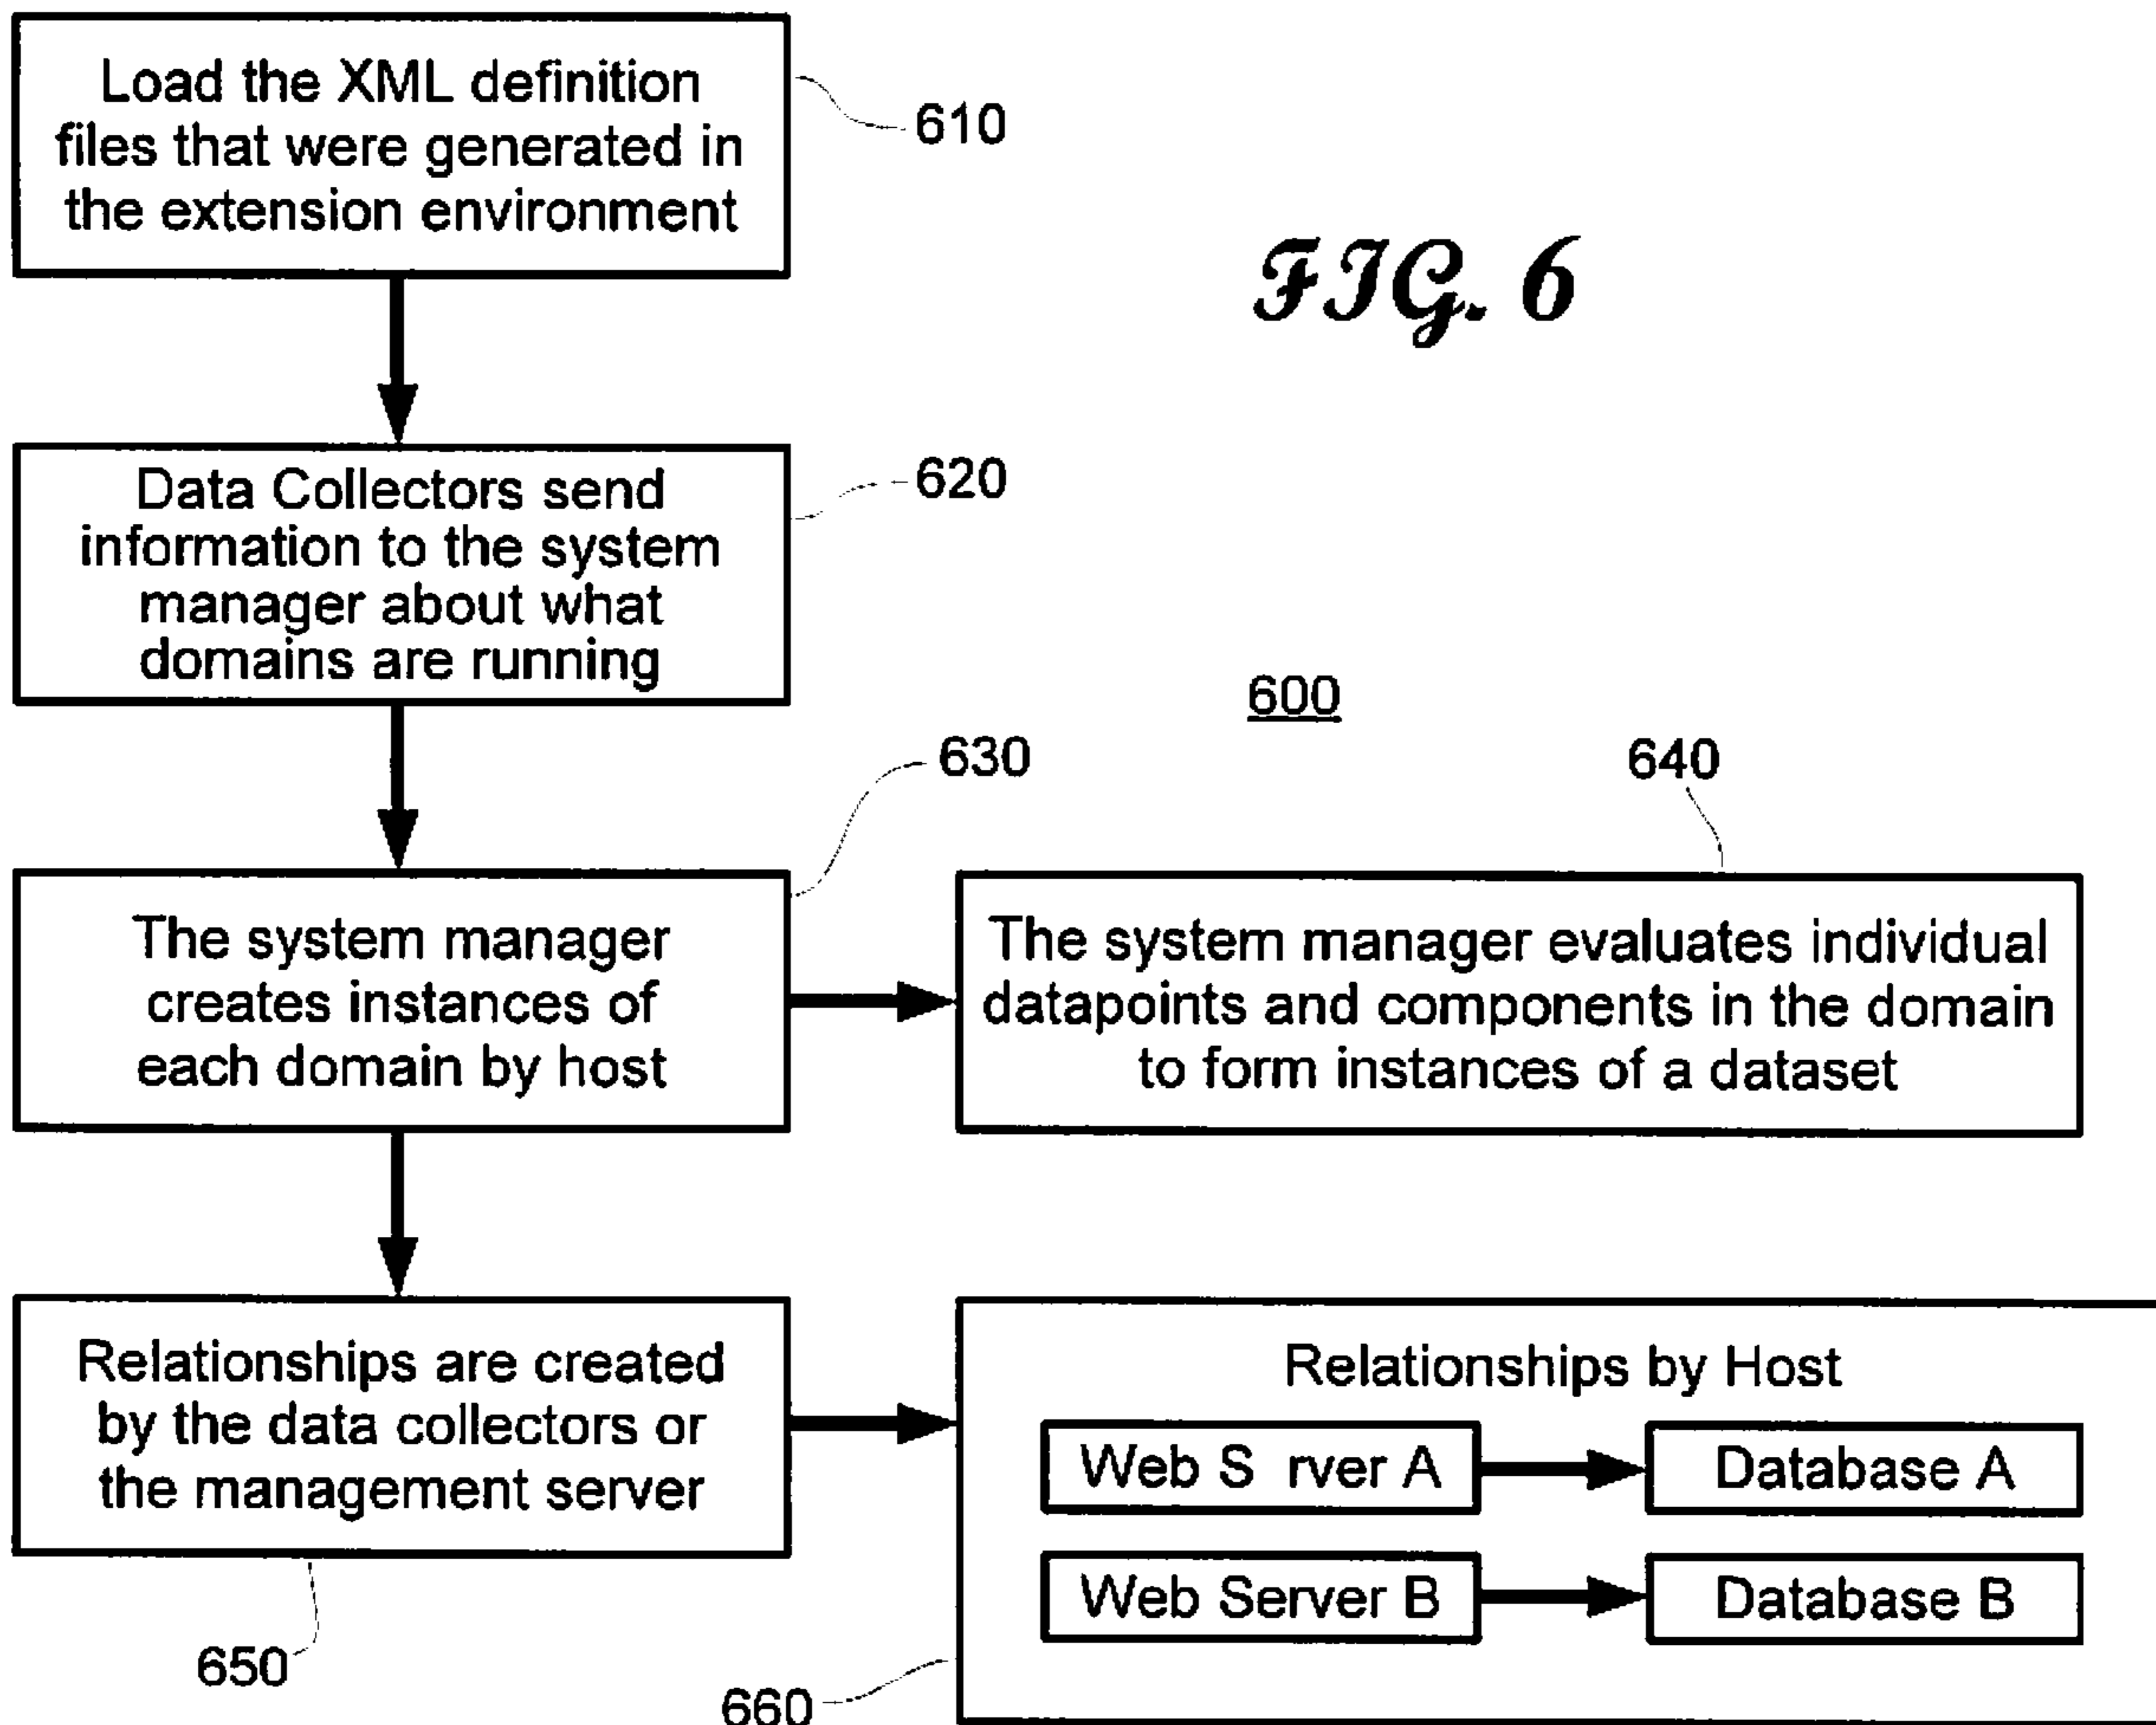 Load the XML definition
files that were generated in
the extension environment
610
FIG. 6
Data Collectors send
information to the system
manager about what
domains are running
620
600
630
640
The system manager
creates instances of
each domain by host
The system manager evaluates individual
datapoints and components in the domain
to form instances of a dataset
Relationships are created
by the data collectors or
the management server
650
Relationships by Host
Web S rver A
Database A
Web Server B
Database B
660